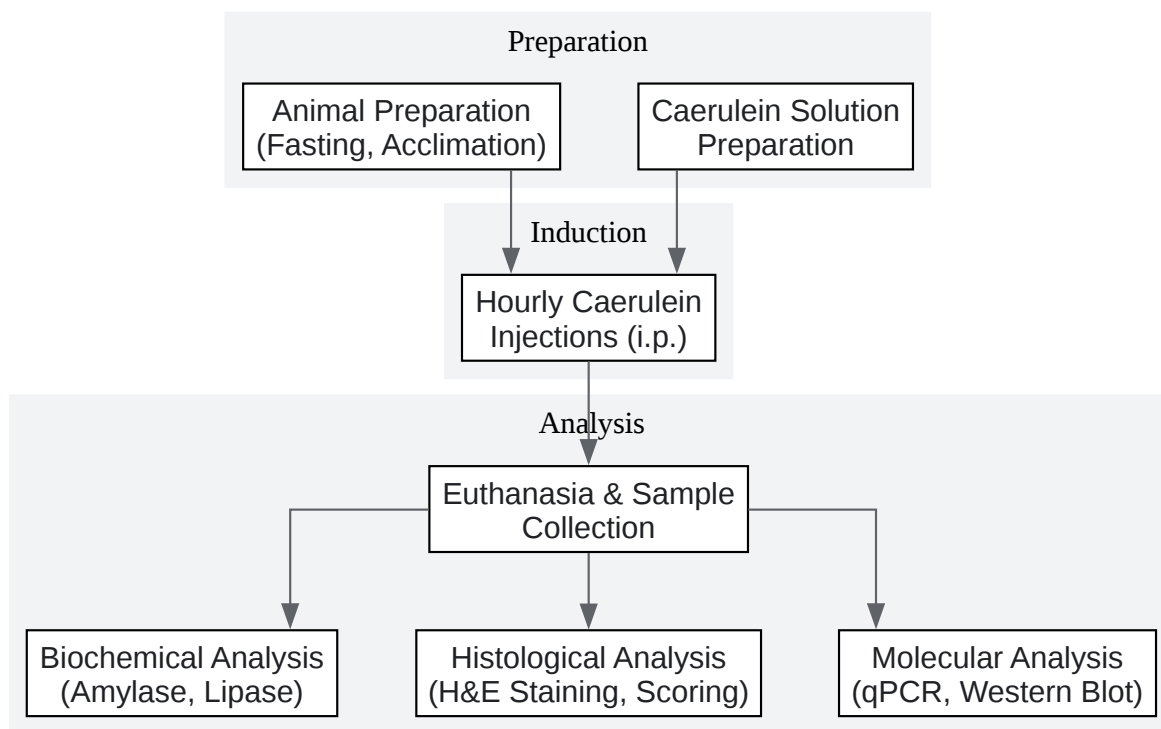 Preparation
Animal Preparation
(Fasting, Acclimation)
Caerulein Solution
Preparation
Induction
Hourly Caerulein
Injections (i.p.)
Analysis
Euthanasia & Sample
Collection
Biochemical Analysis
(Amylase, Lipase)
Histological Analysis
(H&E Staining, Scoring)
Molecular Analysis
(qPCR, Western Blot)